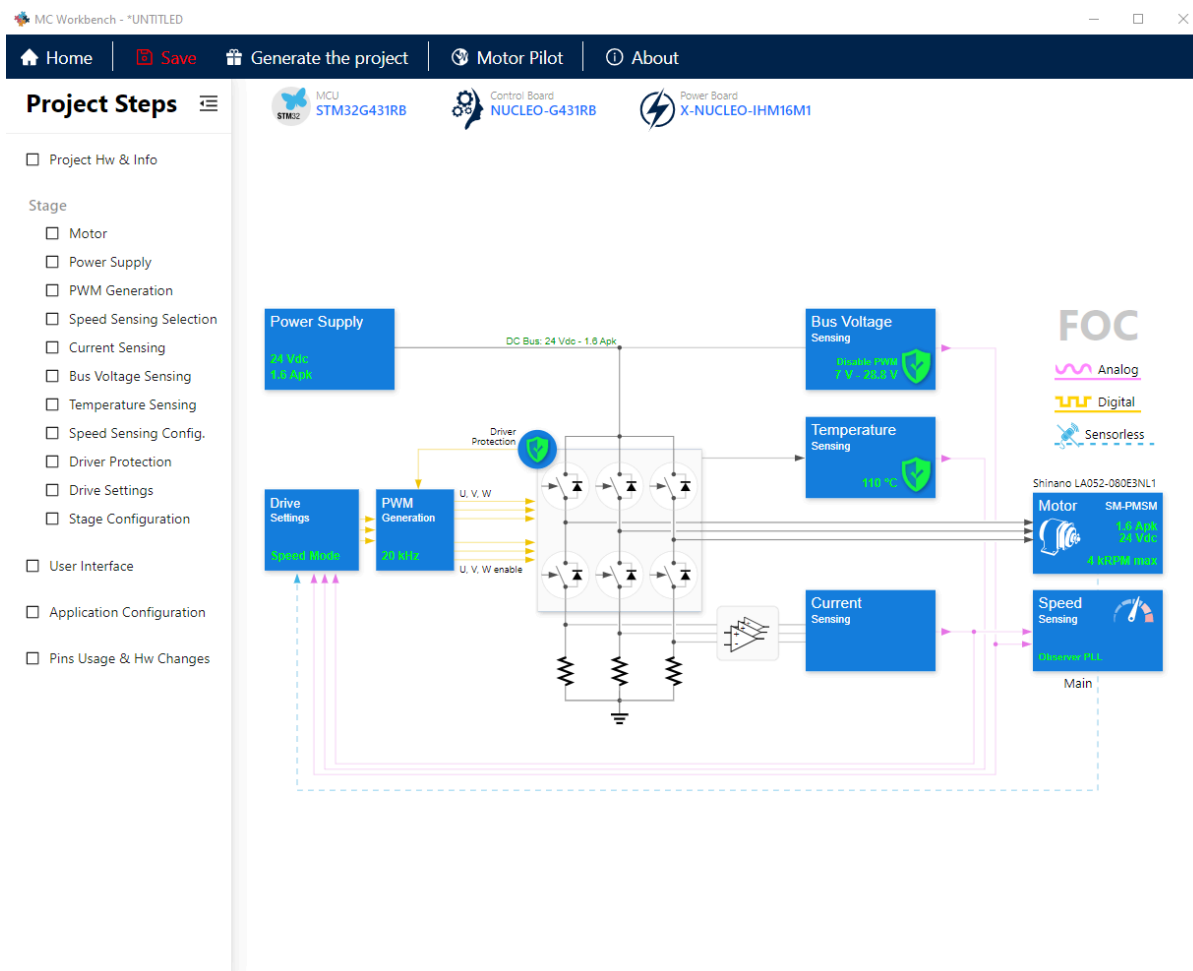 MC Workbench - *UNTITLED
Home
Save
Generate the project
Motor Pilot
About
Project Steps
Project Hw & Info
Stage
Motor
Power Supply
PWM Generation
Speed Sensing Selection
Current Sensing
Bus Voltage Sensing
Temperature Sensing
Speed Sensing Config.
Driver Protection
Drive Settings
Stage Configuration
User Interface
Application Configuration
Pins Usage & Hw Changes
STM32
MCU
STM32G431RB
Control Board
NUCLEO-G431RB
Power Board
X-NUCLEO-IHM16M1
Power Supply
24 Vdc
1.6 Apk
DC Bus: 24 Vdc - 1.6 Apk
Bus Voltage
Sensing
Disable PWM
7 V - 28.8 V
FOC
Analog
Digital
Sensorless
Driver
Protection
Temperature
Sensing
110 °C
Drive
Settings
Speed Mode
PWM
Generation
20 kHz
U, V, W
U, V, W enable
Shinano LA052-080E3NL1
Motor
SM-PMSM
1.6 Apk
24 Vdc
4 kRPM max
Current
Sensing
Speed
Sensing
Observer PLL
Main